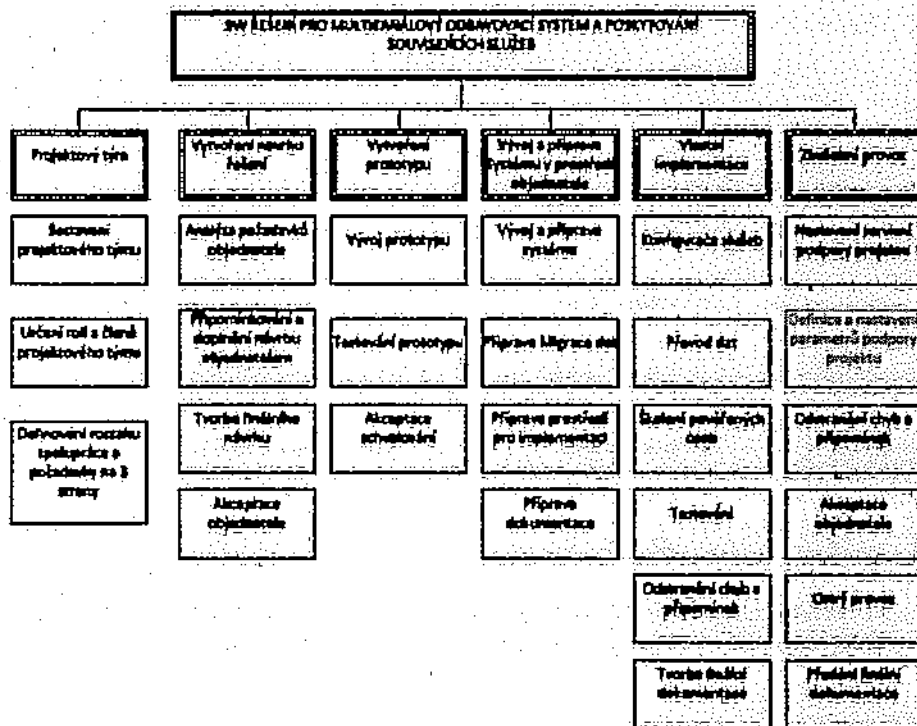 SW ŘEŠENÍ PRO MULTIKANÁLOVÝ ODBAVOVACÍ SYSTÉM A POSKYTOVÁNÍ
SOUVISEJÍCÍCH SLUŽEB
Projektový tým
Sestavení
projektového týmu
Určení rolí a členů
projektového týmu
Definování rozsahu
spolupráce a
požadavky na 3
strany
Vytvoření návrhu
řešení
Analýza požadavků
objednatele
Připomínkování a
doplnění návrhu
objednatelem
Tvorba finálního
návrhu
Akceptace
objednatele
Vytvoření
prototypu
Vývoj prototypu
Testování prototypu
Akceptace
schvalování
Vývoj a příprava
systému v prostředí
objednatele
Vývoj a příprava
systému
Příprava Migrace dat
Příprava prostředí
pro implementaci
Příprava
dokumentace
Vlastní
implementace
Konfigurace služeb
Převod dat
Školení pověřených
osob
Testování
Odstranění chyb a
připomínek
Tvorba finální
dokumentace
Zkušební provoz
Nastavení servisní
podpory projektu
Definice a nastavení
parametrů podpory
projektu
Odstranění chyb a
připomínek
Akceptace
objednatele
Ostrý provoz
Předání finální
dokumentace